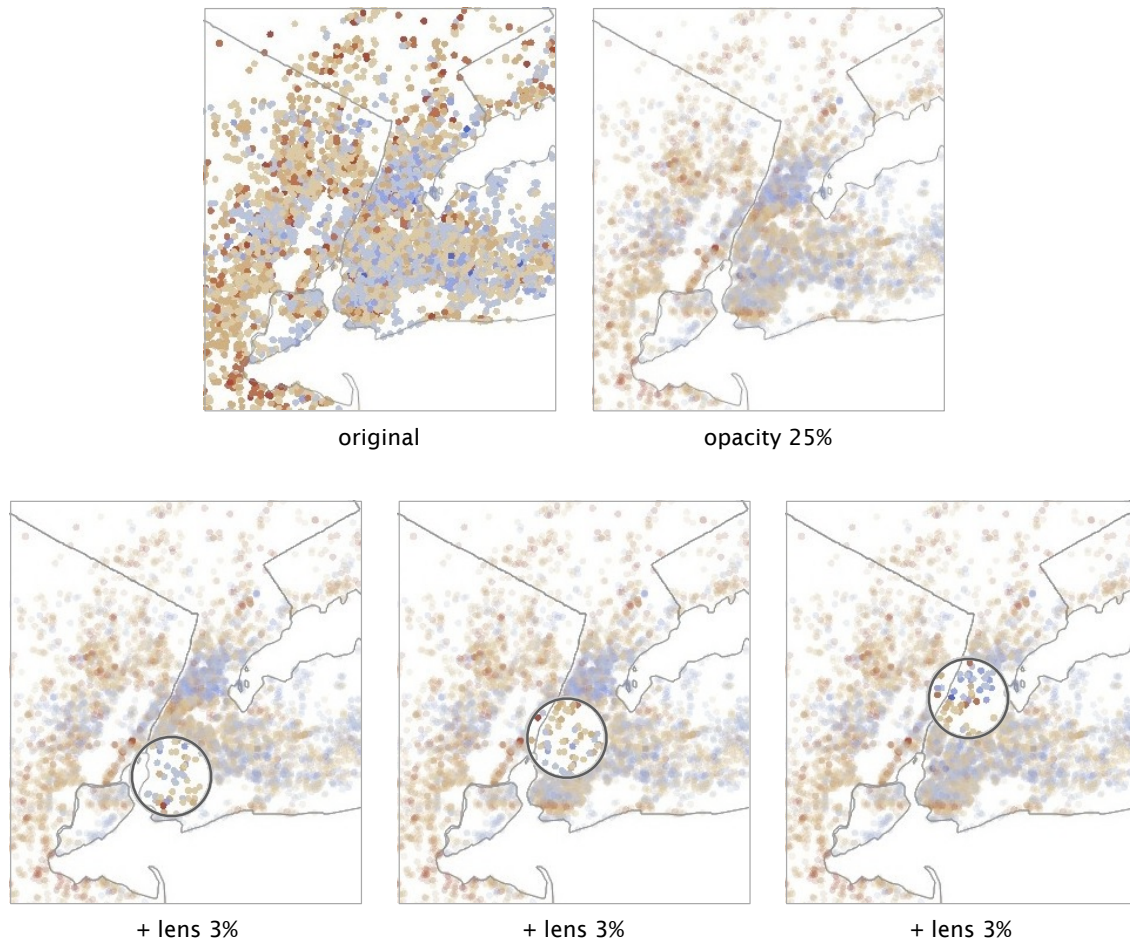 original
opacity 25%
+ lens 3%
+ lens 3%
+ lens 3%